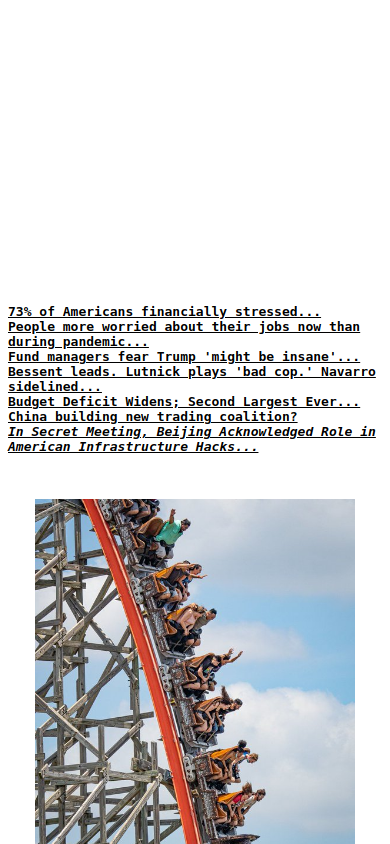 73% of Americans financially stressed...
People more worried about their jobs now than
during pandemic...
Fund managers fear Trump 'might be insane'...
Bessent leads. Lutnick plays 'bad cop.' Navarro
sidelined...
Budget Deficit Widens; Second Largest Ever...
China building new trading coalition?
In Secret Meeting, Beijing Acknowledged Role in
American Infrastructure Hacks...